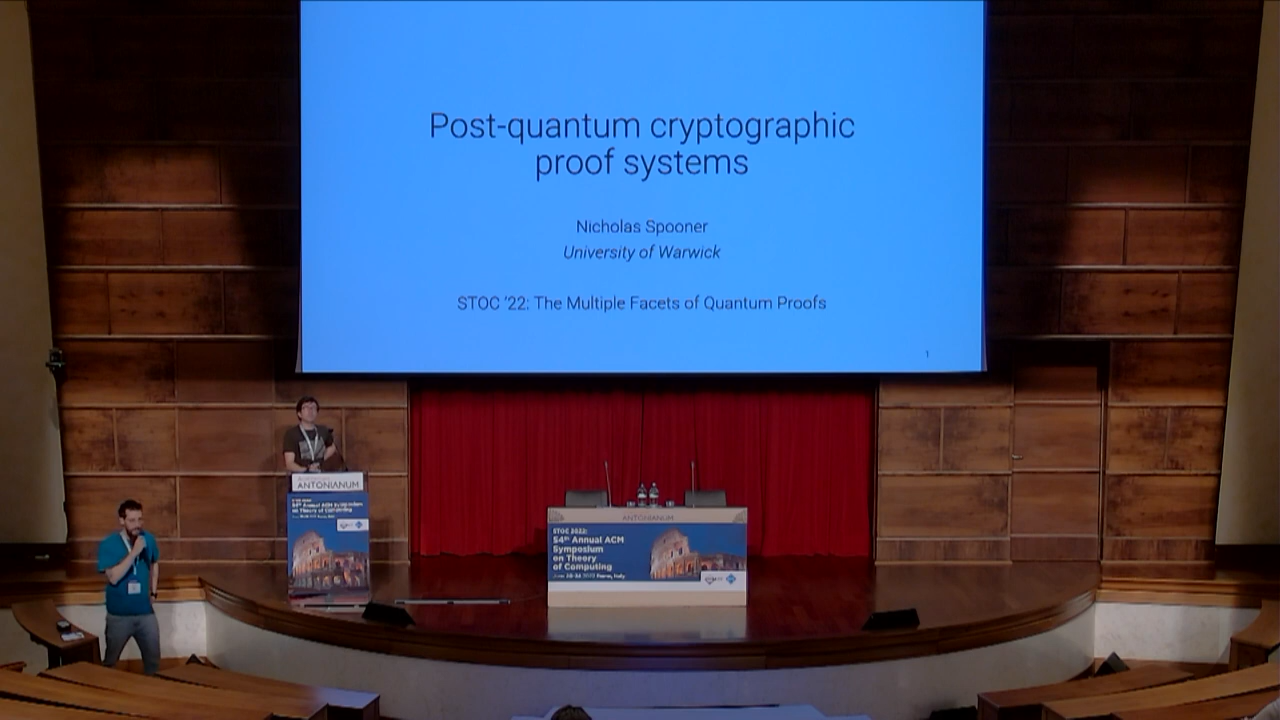 Post-quantum cryptographic
proof systems
Nicholas Spooner
University of Warwick
STOC '22: The Multiple Facets of Quantum Proofs
1
ANTONIANUM
54th Annual ACM Symposium
on Theory of Computing
ANTONIANUM
STOC 2022:
54th Annual ACM
Symposium
on Theory
of Computing